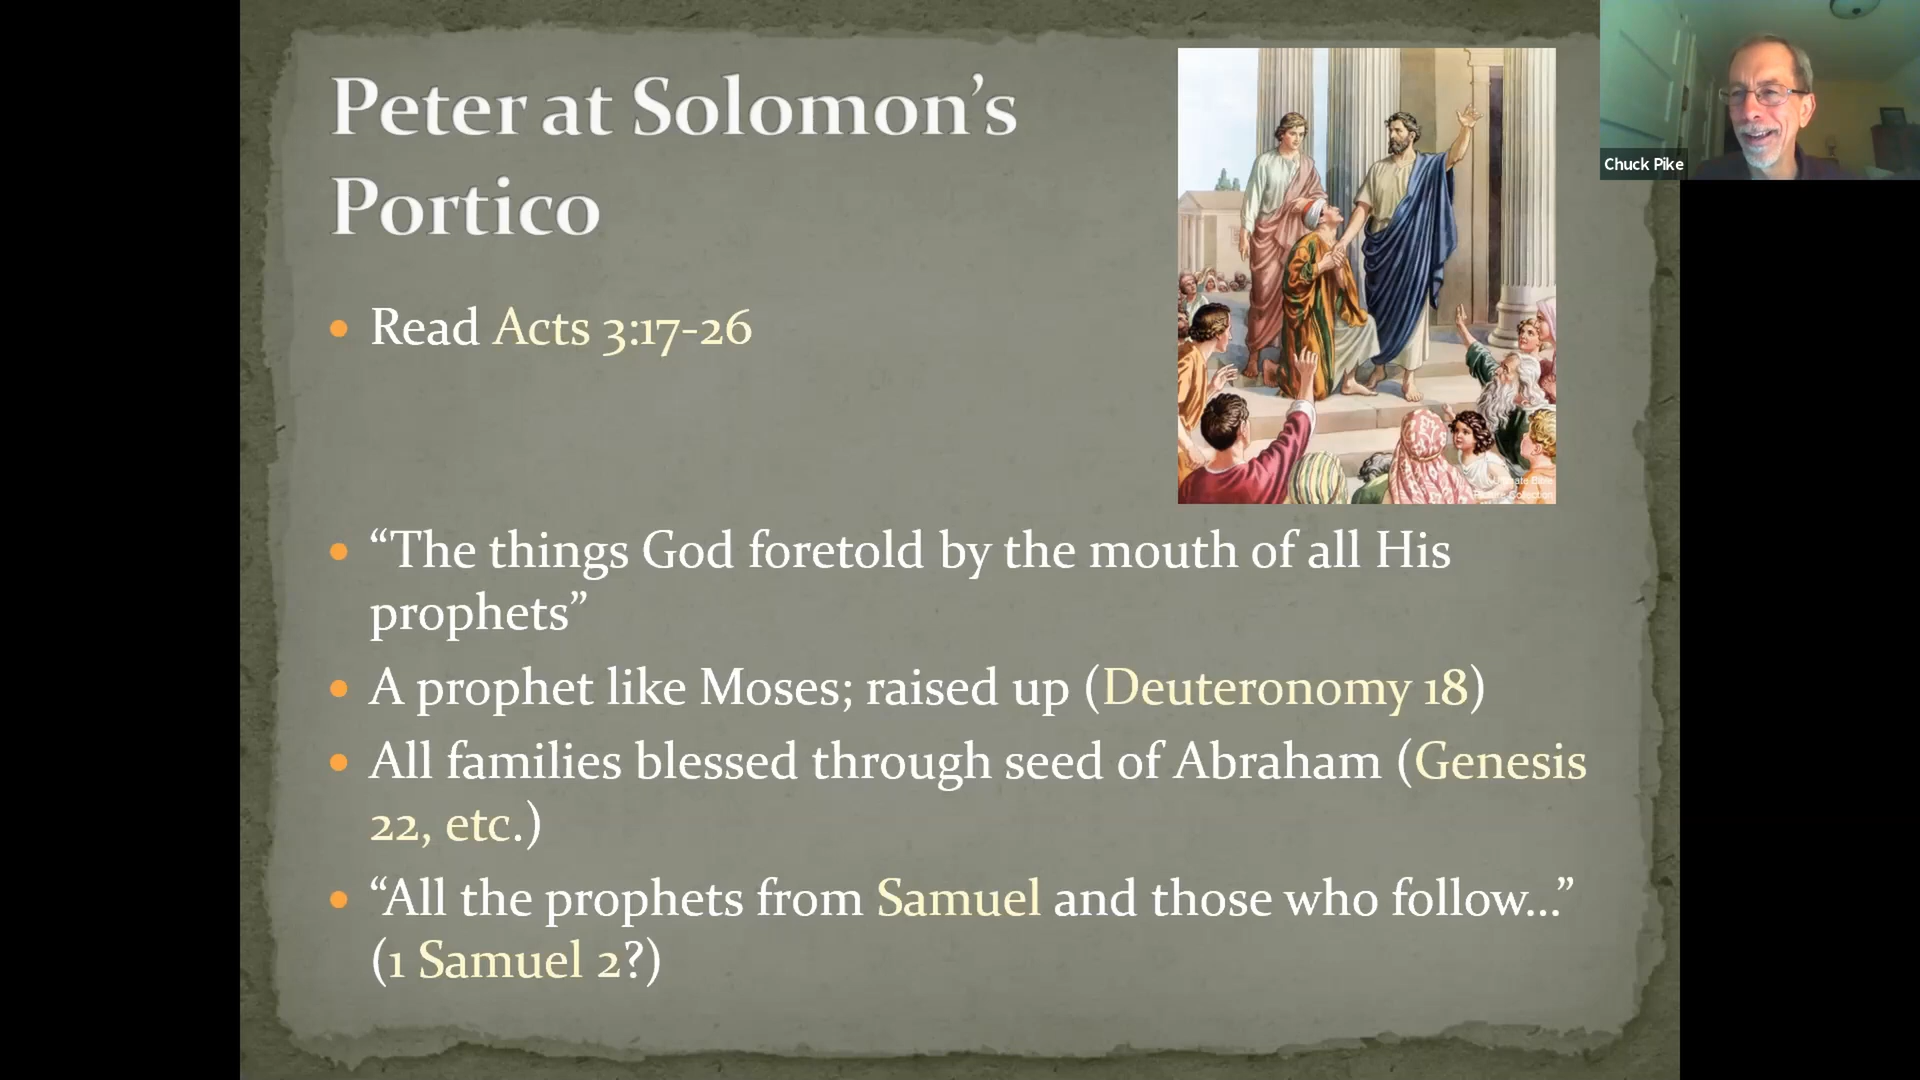 Peter at Solomon’s
Portico
Chuck Pike
• Read Acts 3:17-26
Picture Collection
• “The things God foretold by the mouth of all His
prophets”
• A prophet like Moses; raised up (Deuteronomy 18)
• All families blessed through seed of Abraham (Genesis
22, etc.)
• “All the prophets from Samuel and those who follow...”
(1 Samuel 2?)